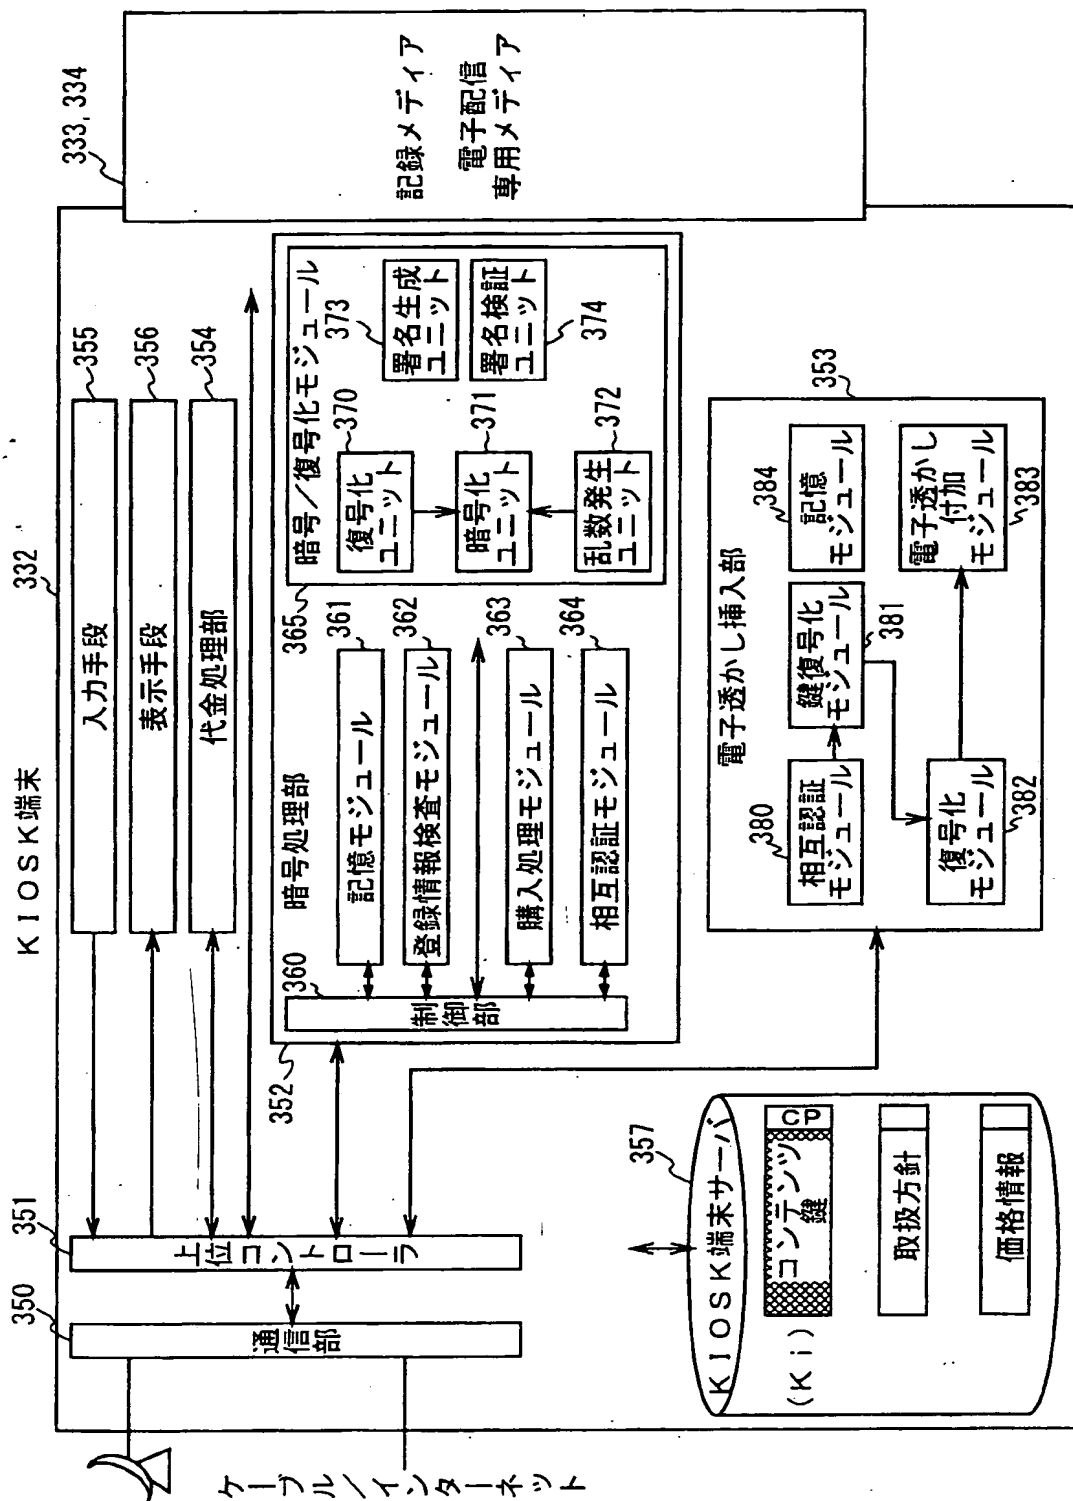 KIOSK端末
332
入力手段
355
表示手段
356
代金処理部
354
333, 334
記録メディア
電子配信
専用メディア
350
通信部
351
上位コントローラ
ケーブル/インターネット
352
暗号処理部
360
制御部
記憶モジュール
361
登録情報検査モジュール
362
購入処理モジュール
363
相互認証モジュール
364
365
暗号/復号化モジュール
復号化
ユニット
370
暗号化
ユニット
371
乱数発生
ユニット
372
373
署名生成
ユニット
署名検証
ユニット
374
電子透かし挿入部
353
380
相互認証
モジュール
鍵復号化
モジュール
381
384
記憶
モジュール
復号化
モジュール
382
電子透かし
付加
モジュール
383
357
KIOSK端末サーバ
(Ki)
コンテンツ
鍵
CP
取扱方針
価格情報